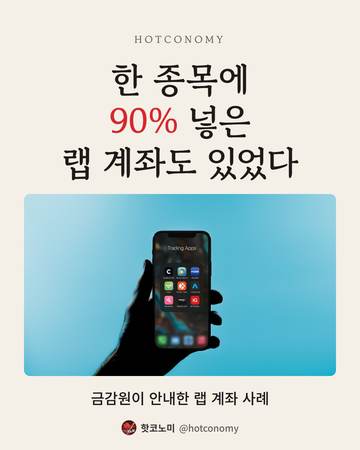 HOTCONOMY
한 종목에
90% 넣은
랩 계좌도 있었다
Trading Apps
금감원이 안내한 랩 계좌 사례
핫코노미 @hotconomy